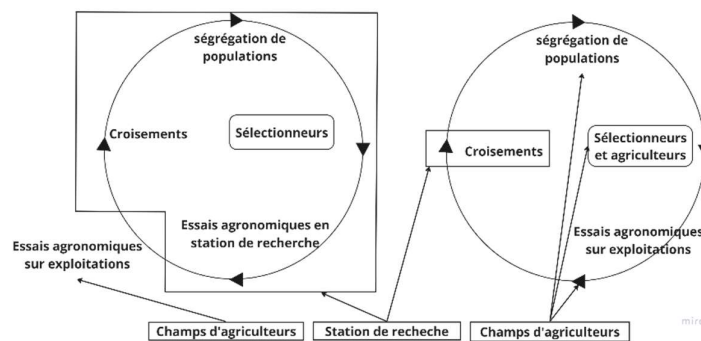 ségrégation de
populations
Croisements
Sélectionneurs
Essais agronomiques en
station de recherche
Essais agronomiques
sur exploitations
Champs d'agriculteurs
Station de recheche
ségrégation de
populations
Croisements
Sélectionneurs
et agriculteurs
Essais agronomiques
sur exploitations
Champs d'agriculteurs